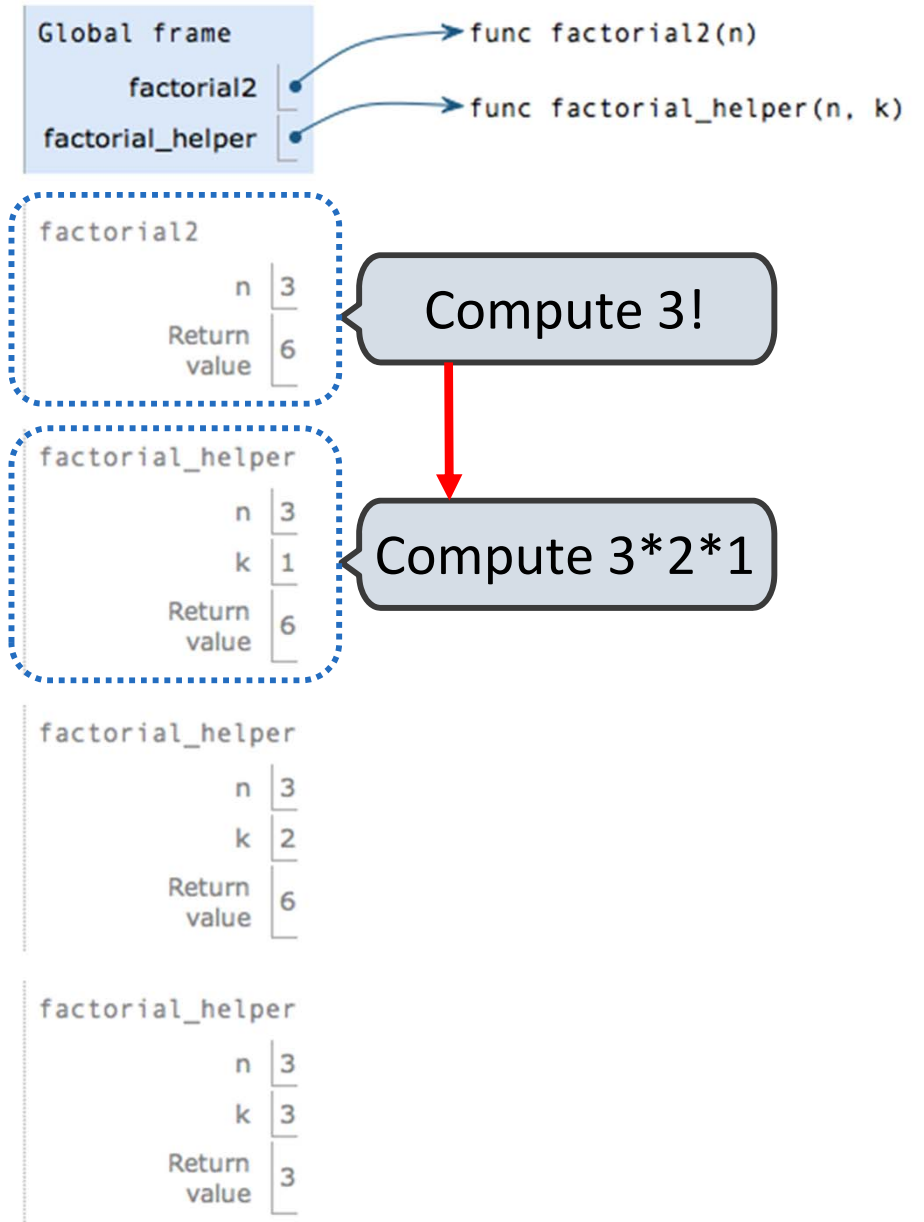 Global frame
func factorial2(n)
factorial2
func factorial_helper(n, k)
factorial_helper
factorial2
n 3
Return value 6
Compute 3!
factorial_helper
n 3
k 1
Return value 6
Compute 3*2*1
factorial_helper
n 3
k 2
Return value 6
factorial_helper
n 3
k 3
Return value 3